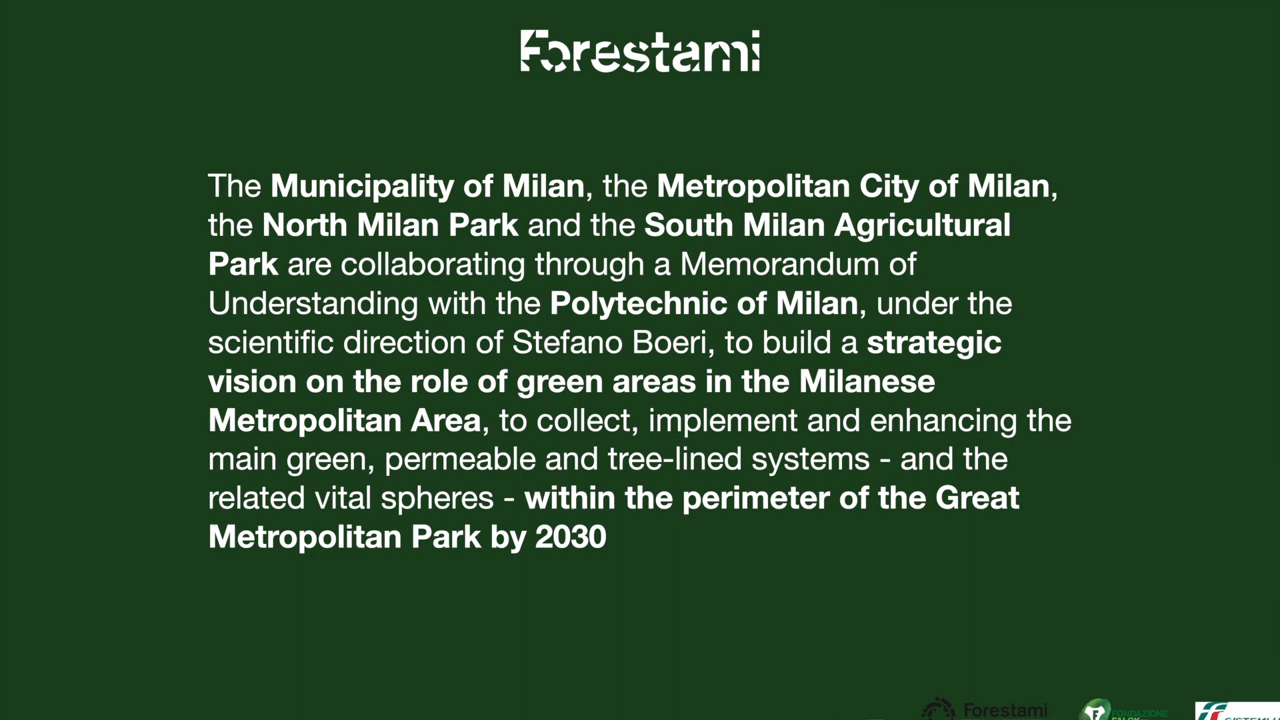 Forestami
The Municipality of Milan, the Metropolitan City of Milan,
the North Milan Park and the South Milan Agricultural
Park are collaborating through a Memorandum of
Understanding with the Polytechnic of Milan, under the
scientific direction of Stefano Boeri, to build a strategic
vision on the role of green areas in the Milanese
Metropolitan Area, to collect, implement and enhancing the
main green, permeable and tree-lined systems - and the
related vital spheres - within the perimeter of the Great
Metropolitan Park by 2030
Forestami
FONDAZIONE